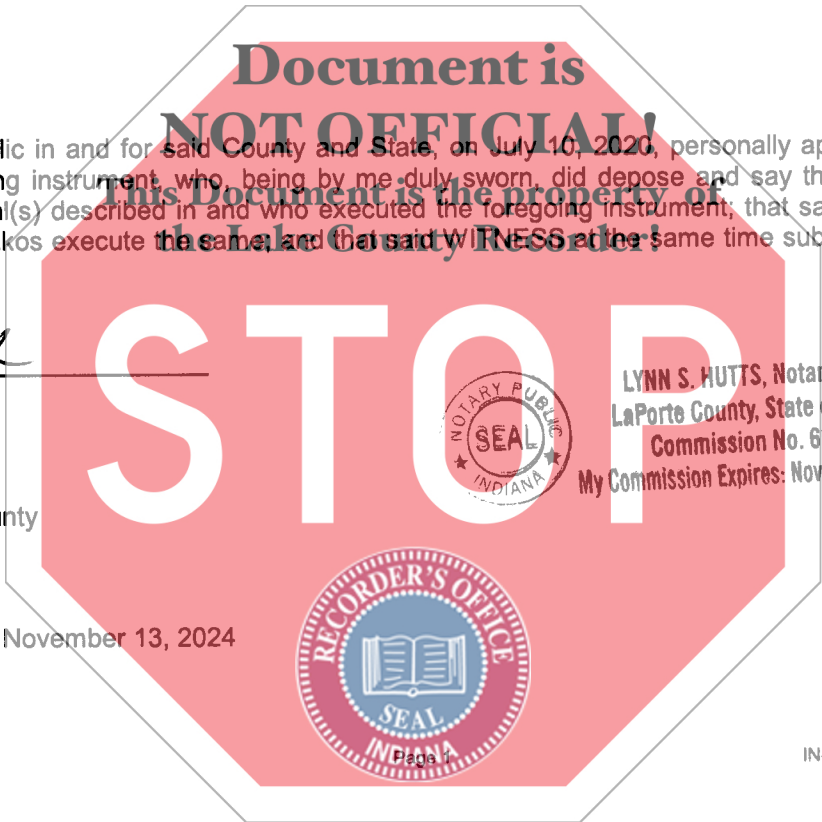 Document is
NOT OFFICIAL!
lic in and for said County and State, on July 10, 2020, personally ap
g instrument, who, being by me duly sworn, did depose and say th
This Document is the property of
l(s) described in and who executed the foregoing instrument; that sa
kos execute the same; and that said WITNESS at the same time sub
the Lake County Recorder!
STOP
LYNN S. HUTTS, Notar
LaPorte County, State
Commission No. 6
My Commission Expires: Nov
NOTARY PUBLIC
SEAL
INDIANA
nty
November 13, 2024
RECORDER'S OFFICE
SEAL
INDIANA
Page 1
IN